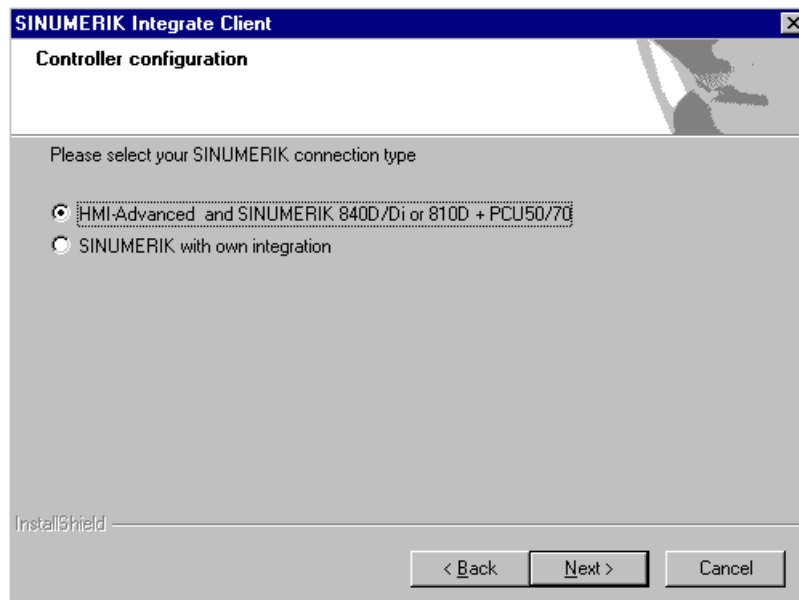 SINUMERIK Integrate Client
Controller configuration
Please select your SINUMERIK connection type
HMI-Advanced and SINUMERIK 840D/Di or 810D + PCU50/70
SINUMERIK with own integration
InstallShield
< Back
Next >
Cancel